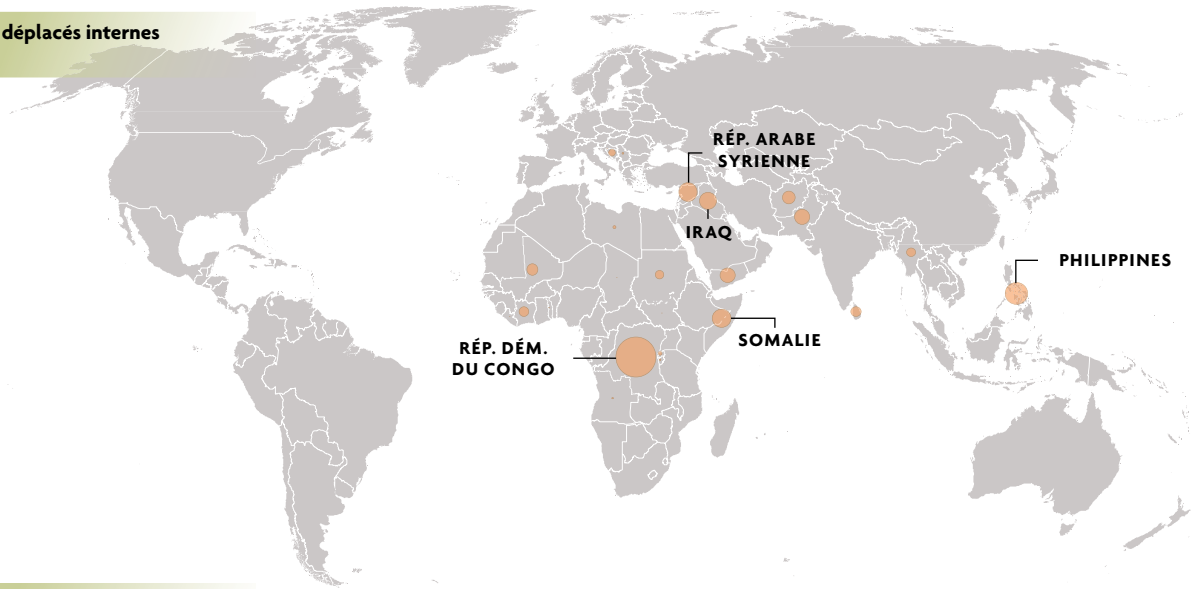 déplacés internes
RÉP. ARABE
SYRIENNE
IRAQ
PHILIPPINES
SOMALIE
RÉP. DÉM.
DU CONGO